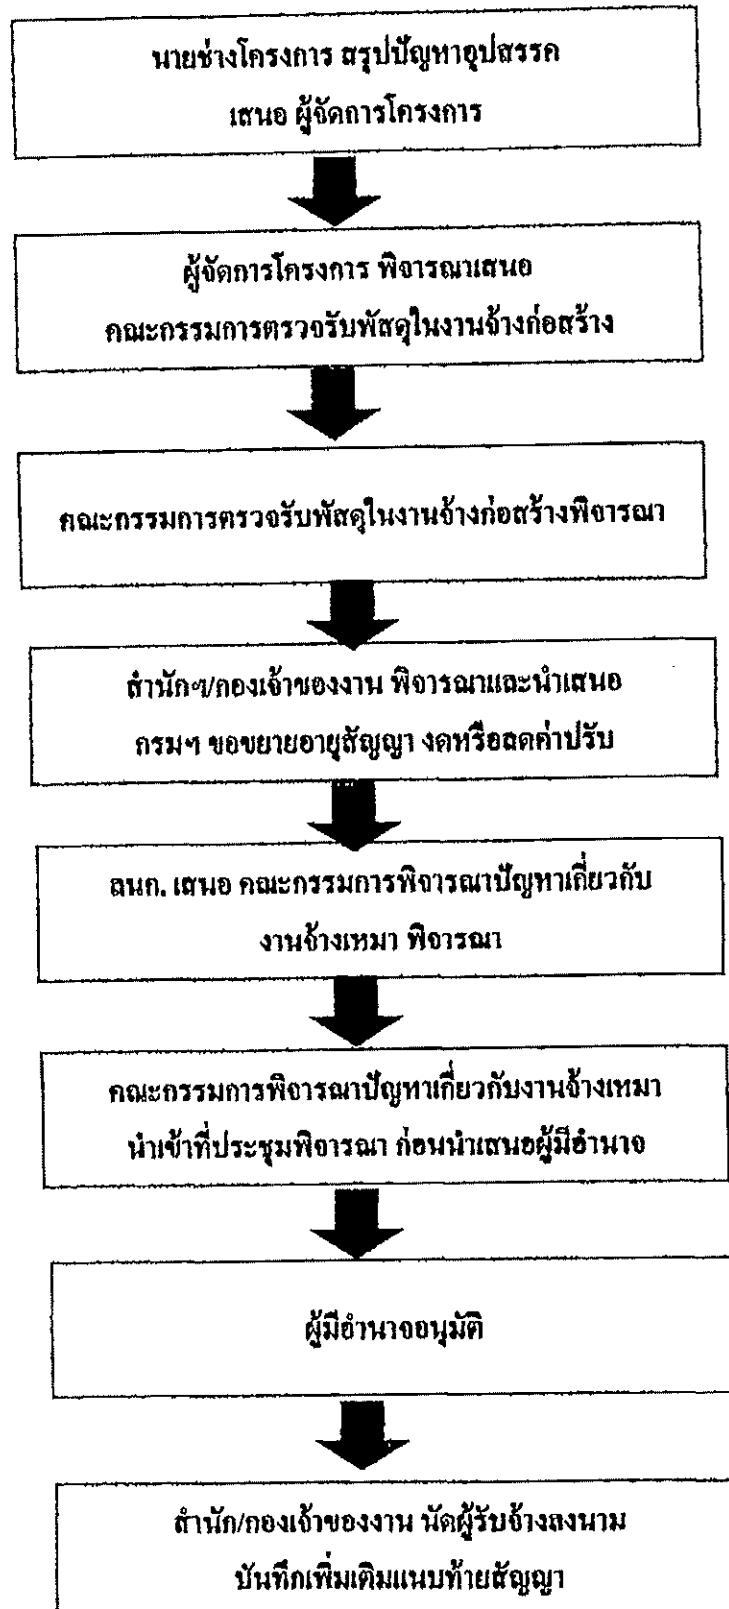 นายช่างโครงการ สรุปปัญหาอุปสรรค
เสนอ ผู้จัดการโครงการ
ผู้จัดการโครงการ พิจารณาเสนอ
คณะกรรมการตรวจรับพัสดุในงานจ้างก่อสร้าง
คณะกรรมการตรวจรับพัสดุในงานจ้างก่อสร้างพิจารณา
สำนักฯ/กองเจ้าของงาน พิจารณาและนำเสนอ
กรมฯ ขอขยายอายุสัญญา งดหรือลดค่าปรับ
ลนก. เสนอ คณะกรรมการพิจารณาปัญหาเกี่ยวกับ
งานจ้างเหมา พิจารณา
คณะกรรมการพิจารณาปัญหาเกี่ยวกับงานจ้างเหมา
นำเข้าที่ประชุมพิจารณา ก่อนนำเสนอผู้มีอำนาจ
ผู้มีอำนาจอนุมัติ
สำนัก/กองเจ้าของงาน นัดผู้รับจ้างลงนาม
บันทึกเพิ่มเติมแนบท้ายสัญญา